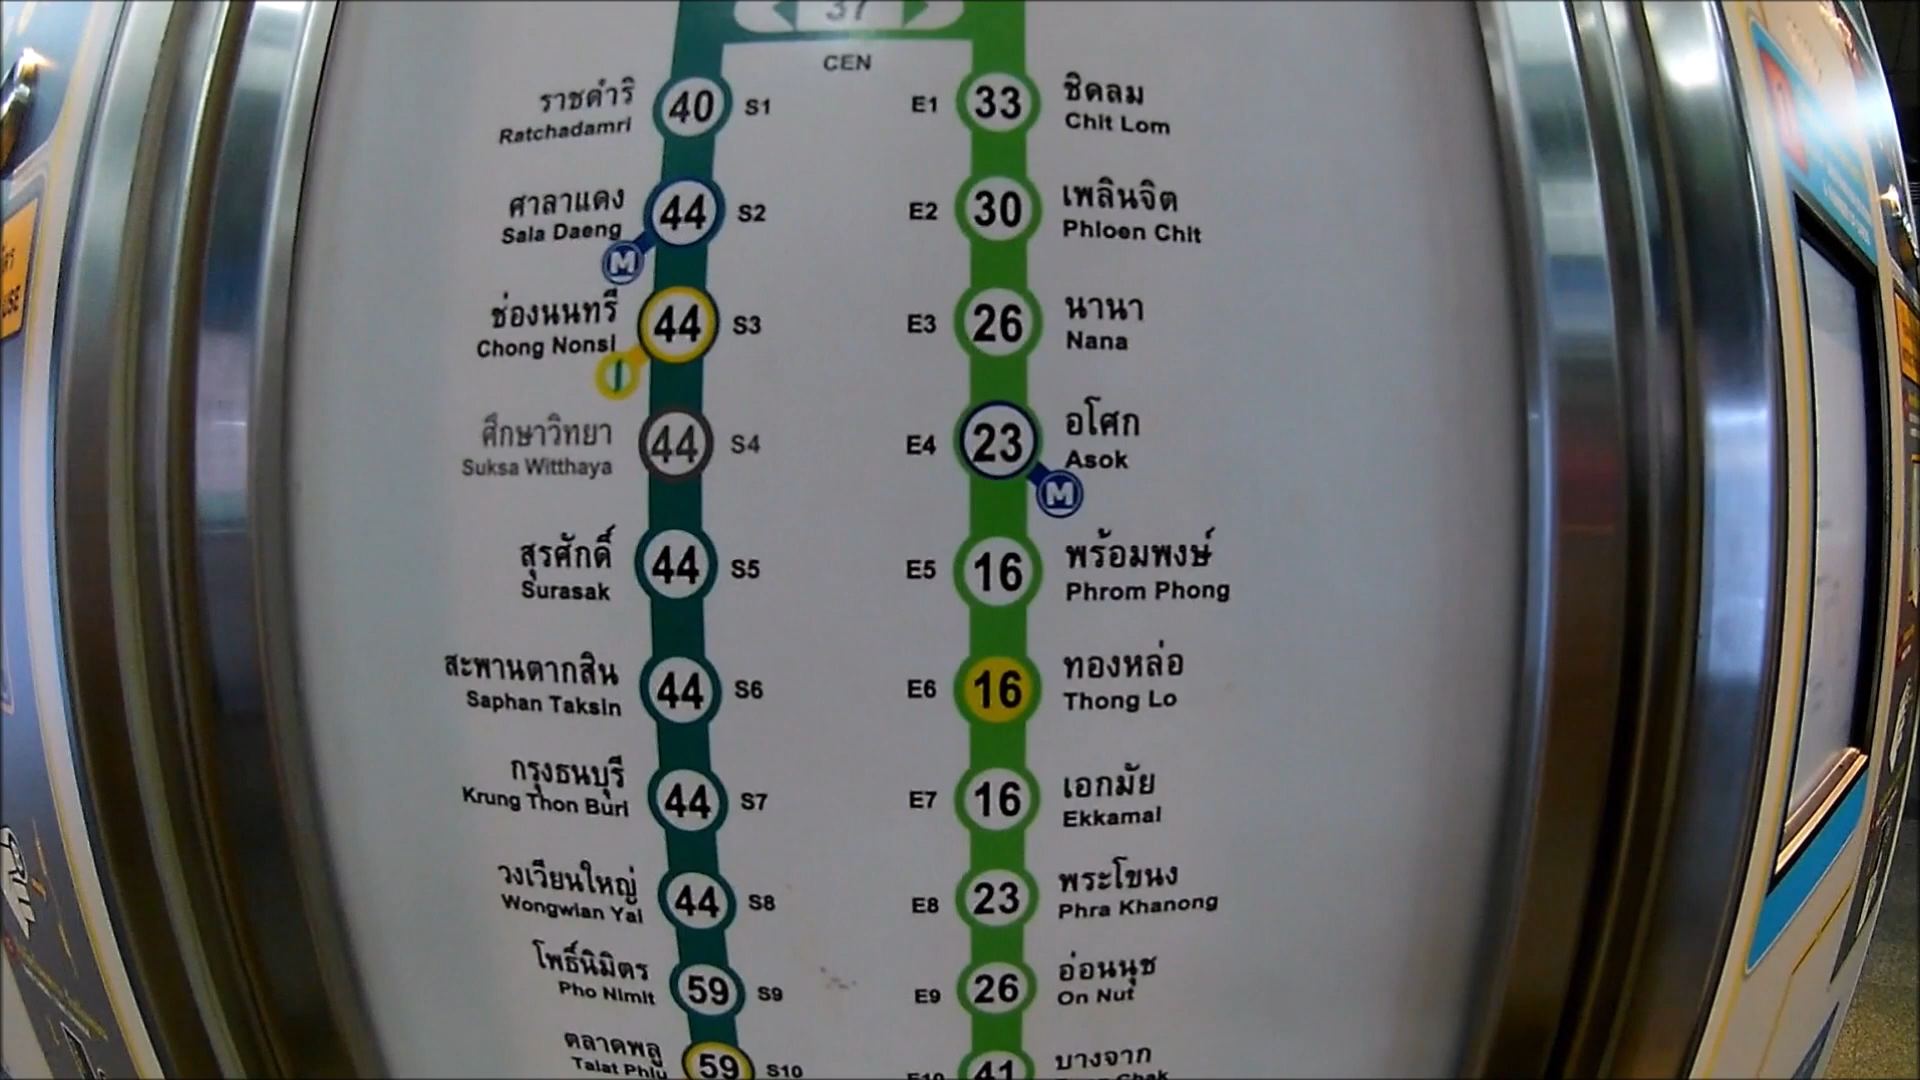 37
CEN
ราชดำริ
Ratchadamri
40
S1
E1
33
ชิดลม
Chit Lom
ศาลาแดง
Sala Daeng
44
S2
M
E2
30
เพลินจิต
Phloen Chit
ช่องนนทรี
Chong Nonsi
44
S3
E3
26
นานา
Nana
ศึกษาวิทยา
Suksa Witthaya
44
S4
E4
23
อโศก
Asok
M
สุรศักดิ์
Surasak
44
S5
E5
16
พร้อมพงษ์
Phrom Phong
สะพานตากสิน
Saphan Taksin
44
S6
E6
16
ทองหล่อ
Thong Lo
กรุงธนบุรี
Krung Thon Buri
44
S7
E7
16
เอกมัย
Ekkamai
วงเวียนใหญ่
Wongwian Yai
44
S8
E8
23
พระโขนง
Phra Khanong
โพธิ์นิมิตร
Pho Nimit
59
S9
E9
26
อ่อนนุช
On Nut
ตลาดพลู
Talat Phlu
59
S10
E10
41
บางจาก
Chak